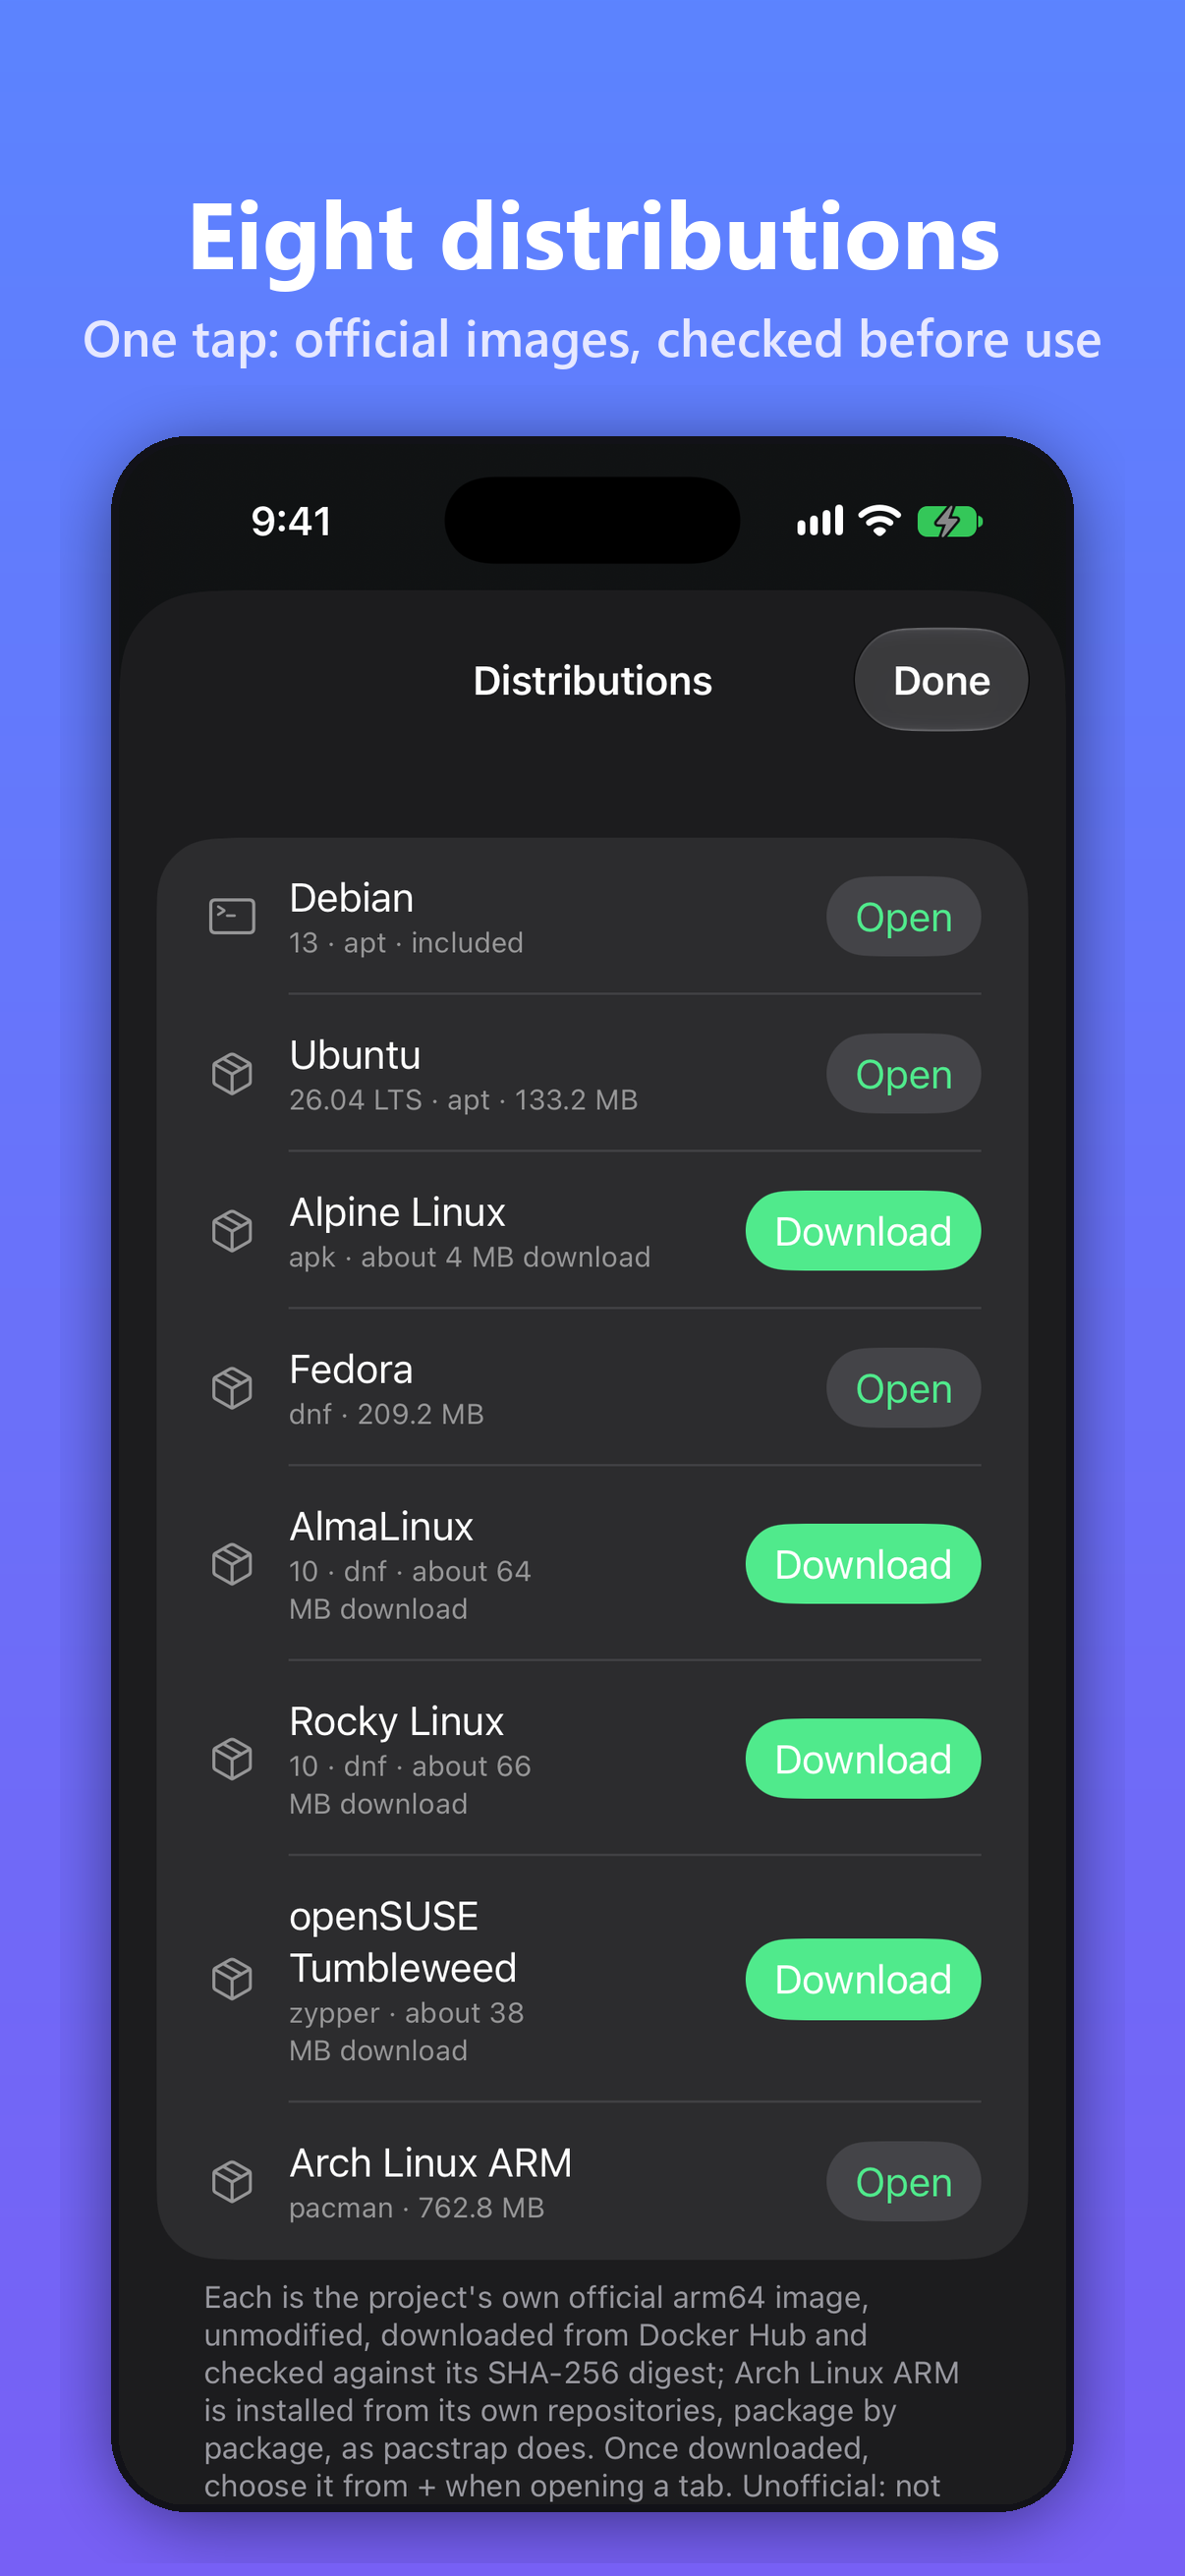 Eight distributions
One tap: official images, checked before use
9:41
Distributions
Done
Debian
13 · apt · included
Open
Ubuntu
26.04 LTS · apt · 133.2 MB
Open
Alpine Linux
apk · about 4 MB download
Download
Fedora
dnf · 209.2 MB
Open
AlmaLinux
10 · dnf · about 64
MB download
Download
Rocky Linux
10 · dnf · about 66
MB download
Download
openSUSE
Tumbleweed
zypper · about 38
MB download
Download
Arch Linux ARM
pacman · 762.8 MB
Open
Each is the project's own official arm64 image,
unmodified, downloaded from Docker Hub and
checked against its SHA-256 digest; Arch Linux ARM
is installed from its own repositories, package by
package, as pacstrap does. Once downloaded,
choose it from + when opening a tab. Unofficial: not